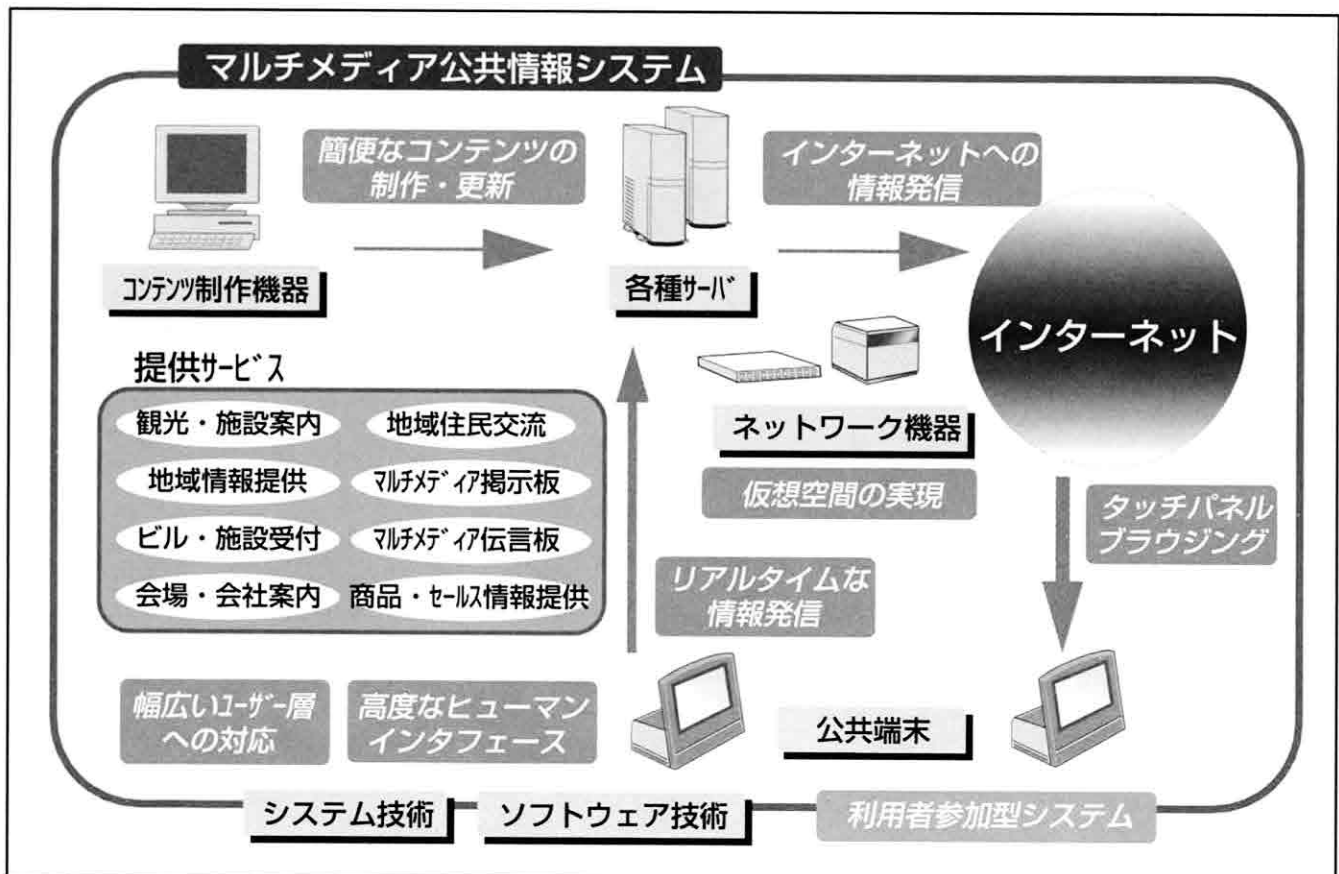 マルチメディア公共情報システム
簡便なコンテンツの
制作・更新
インターネットへの
情報発信
コンテンツ制作機器
各種サーバ
インターネット
提供サービス
観光・施設案内
地域住民交流
地域情報提供
マルチメディア掲示板
ビル・施設受付
マルチメディア伝言板
会場・会社案内
商品・セールス情報提供
ネットワーク機器
仮想空間の実現
タッチパネル
ブラウジング
リアルタイムな
情報発信
幅広いユーザー層
への対応
高度なヒューマン
インタフェース
公共端末
システム技術
ソフトウェア技術
利用者参加型システム